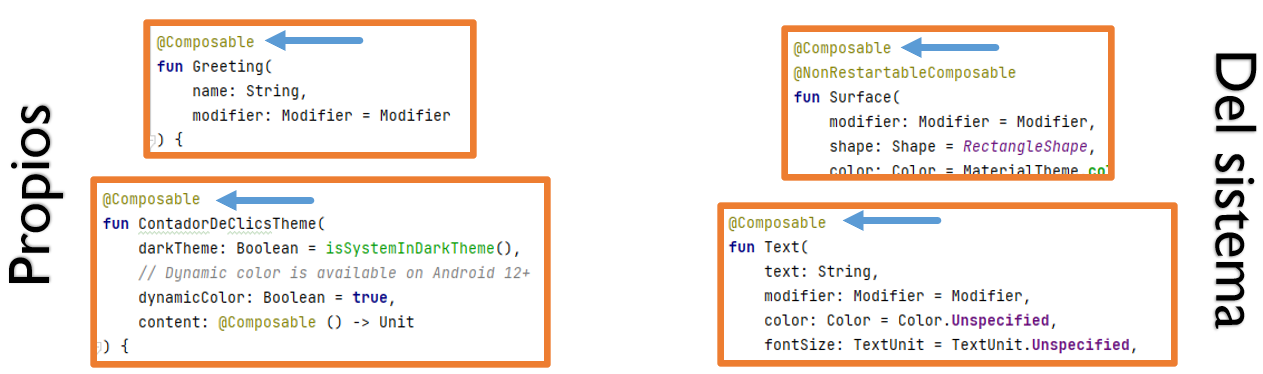 Propios
@Composable
fun Greeting(
    name: String,
    modifier: Modifier = Modifier
) {
@Composable
fun ContadorDeClicsTheme(
    darkTheme: Boolean = isSystemInDarkTheme(),
    // Dynamic color is available on Android 12+
    dynamicColor: Boolean = true,
    content: @Composable () -> Unit
) {
Del sistema
@Composable
@NonRestartableComposable
fun Surface(
    modifier: Modifier = Modifier,
    shape: Shape = RectangleShape,
    color: Color = MaterialTheme.co
@Composable
fun Text(
    text: String,
    modifier: Modifier = Modifier,
    color: Color = Color.Unspecified,
    fontSize: TextUnit = TextUnit.Unspecified,